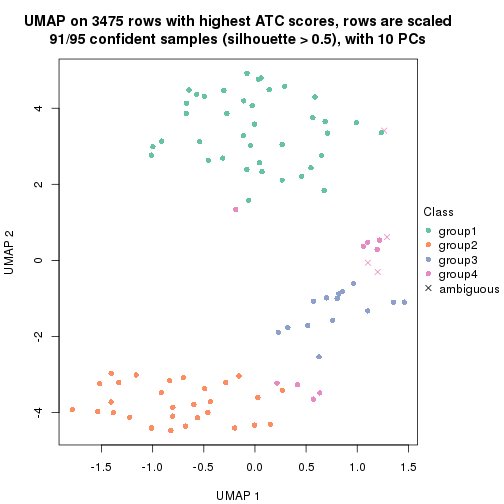 UMAP on 3475 rows with highest ATC scores, rows are scaled
91/95 confident samples (silhouette > 0.5), with 10 PCs
4
2
0
-2
-4
UMAP 2
-1.5
-1.0
-0.5
0.0
0.5
1.0
1.5
UMAP 1
Class
group1
group2
group3
group4
ambiguous